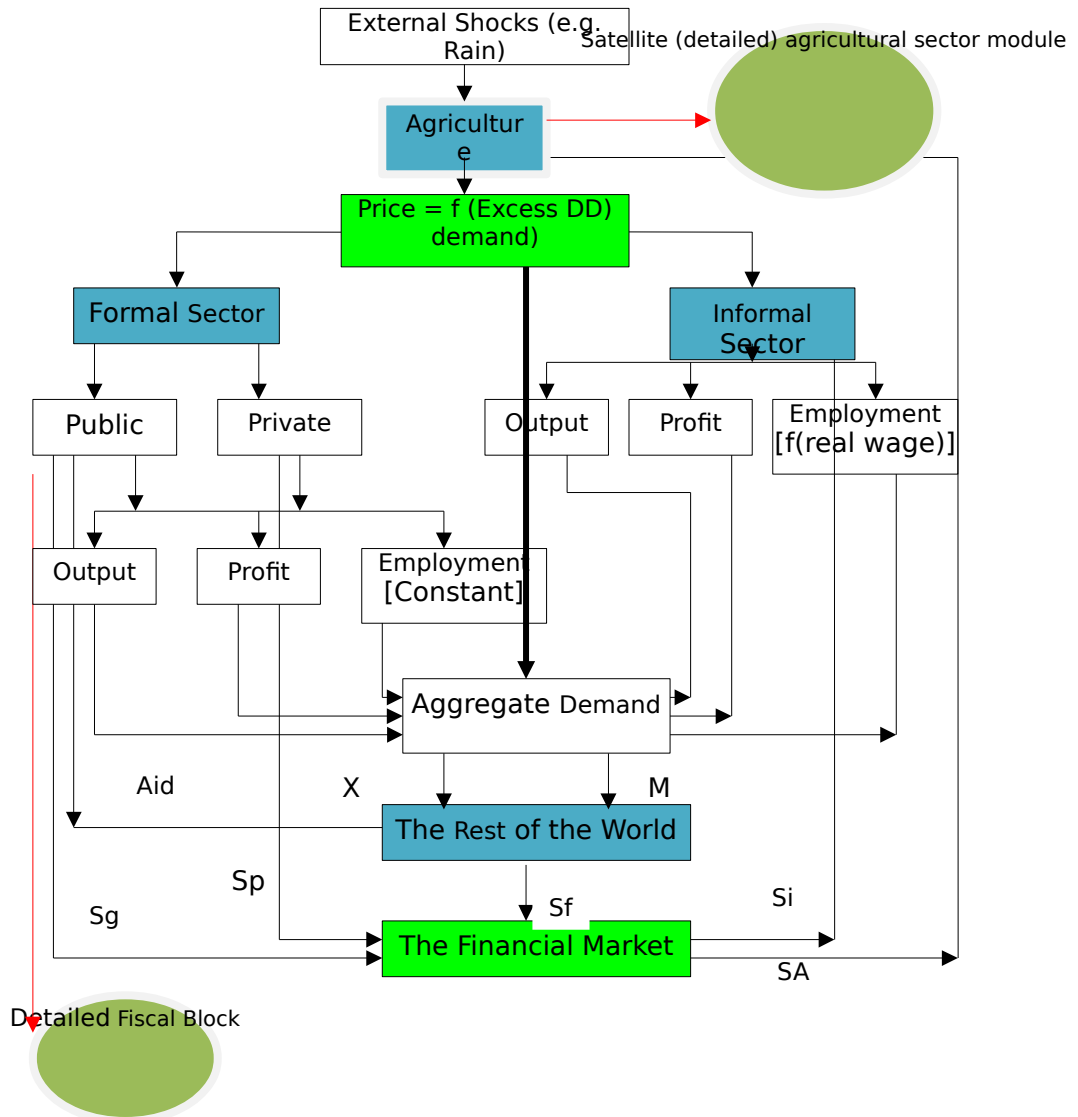 External Shocks (e.g.
Rain)
Satellite (detailed) agricultural sector module
Agricultur
e
Price = f (Excess DD)
demand)
Formal Sector
Informal
Sector
Public
Private
Output
Profit
Employment
[f(real wage)]
Output
Profit
Employment
[Constant]
Aggregate Demand
Aid
X
M
The Rest of the World
Sp
Sf
Si
Sg
The Financial Market
SA
Detailed Fiscal Block